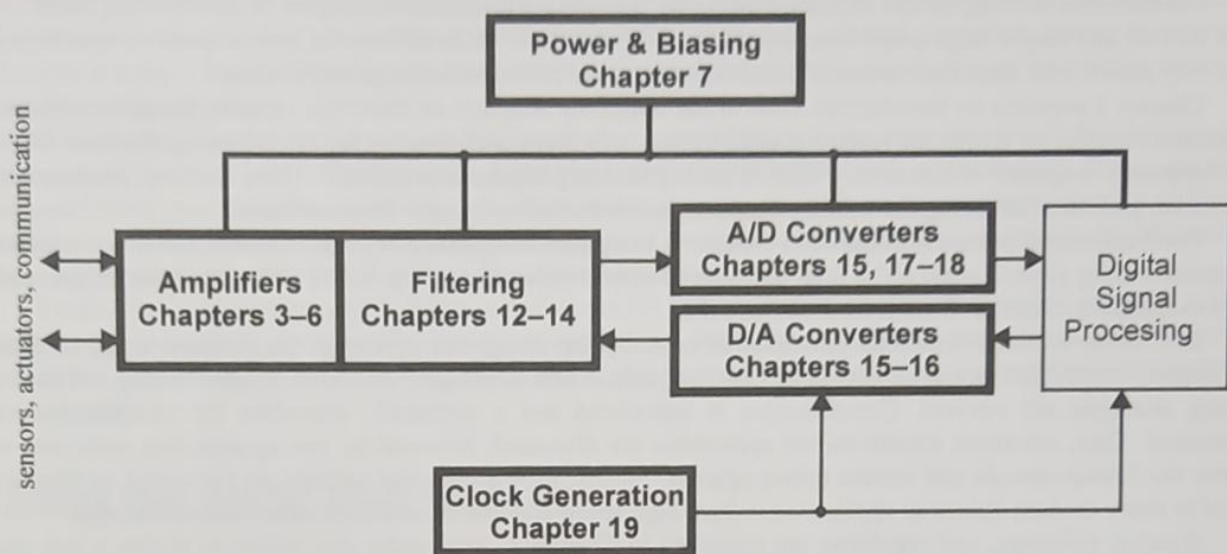 Power & Biasing
Chapter 7
sensors, actuators, communication
Amplifiers
Chapters 3–6
Filtering
Chapters 12–14
A/D Converters
Chapters 15, 17–18
D/A Converters
Chapters 15–16
Digital
Signal
Procesing
Clock Generation
Chapter 19